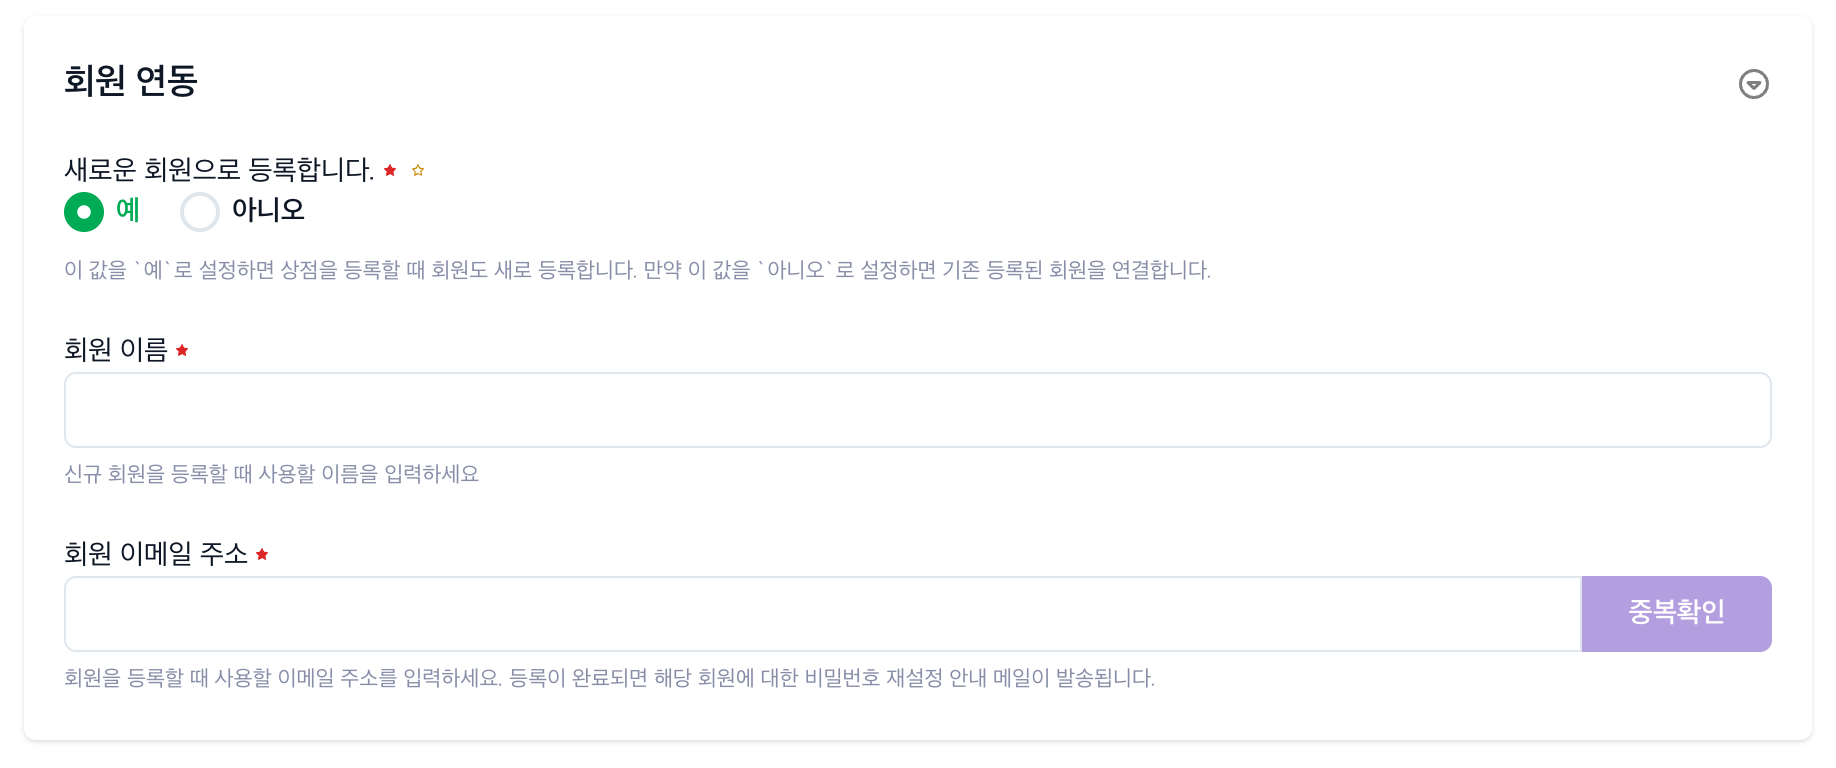 회원 연동
새로운 회원으로 등록합니다.
예 아니오
이 값을 `예`로 설정하면 상점을 등록할 때 회원도 새로 등록합니다. 만약 이 값을 `아니오`로 설정하면 기존 등록된 회원을 연결합니다.
회원 이름
신규 회원을 등록할 때 사용할 이름을 입력하세요
회원 이메일 주소
중복확인
회원을 등록할 때 사용할 이메일 주소를 입력하세요. 등록이 완료되면 해당 회원에 대한 비밀번호 재설정 안내 메일이 발송됩니다.